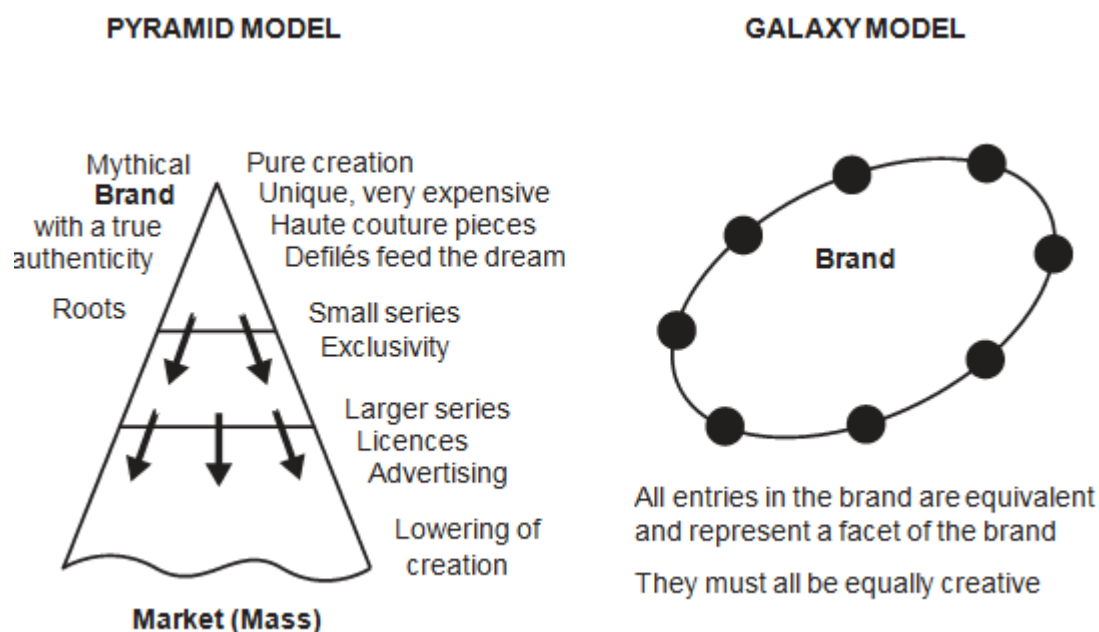 PYRAMID MODEL
Mythical
Brand
with a true
authenticity
Roots
Pure creation
Unique, very expensive
Haute couture pieces
Defilés feed the dream
Small series
Exclusivity
Larger series
Licences
Advertising
Lowering of
creation
Market (Mass)
GALAXY MODEL
Brand
All entries in the brand are equivalent
and represent a facet of the brand
They must all be equally creative